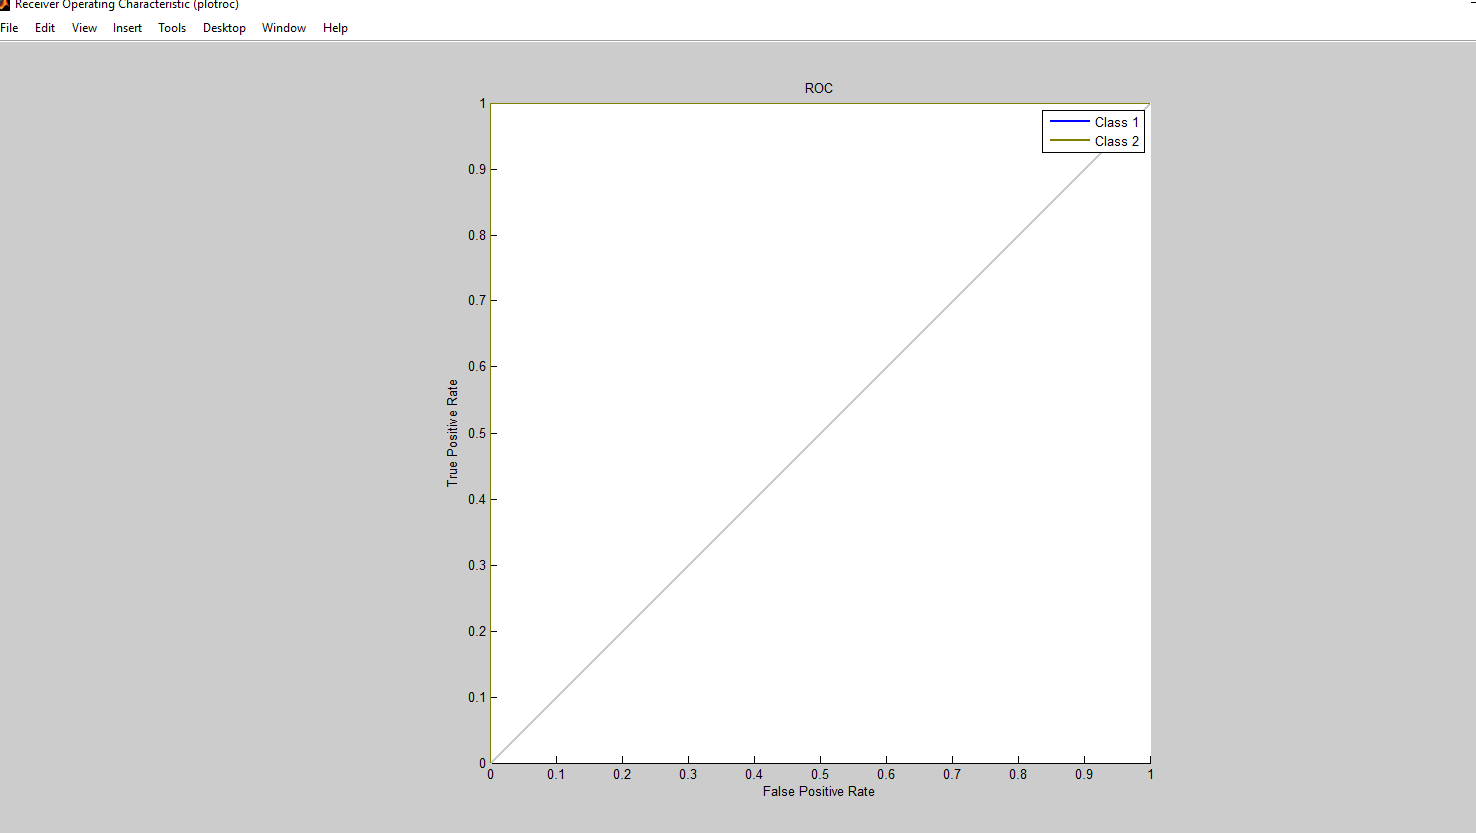 Receiver Operating Characteristic (plotroc)
File Edit View Insert Tools Desktop Window Help
ROC
Class 1
Class 2
1
0.9
0.8
0.7
0.6
0.5
0.4
0.3
0.2
0.1
0
True Positive Rate
0 0.1 0.2 0.3 0.4 0.5 0.6 0.7 0.8 0.9 1
False Positive Rate